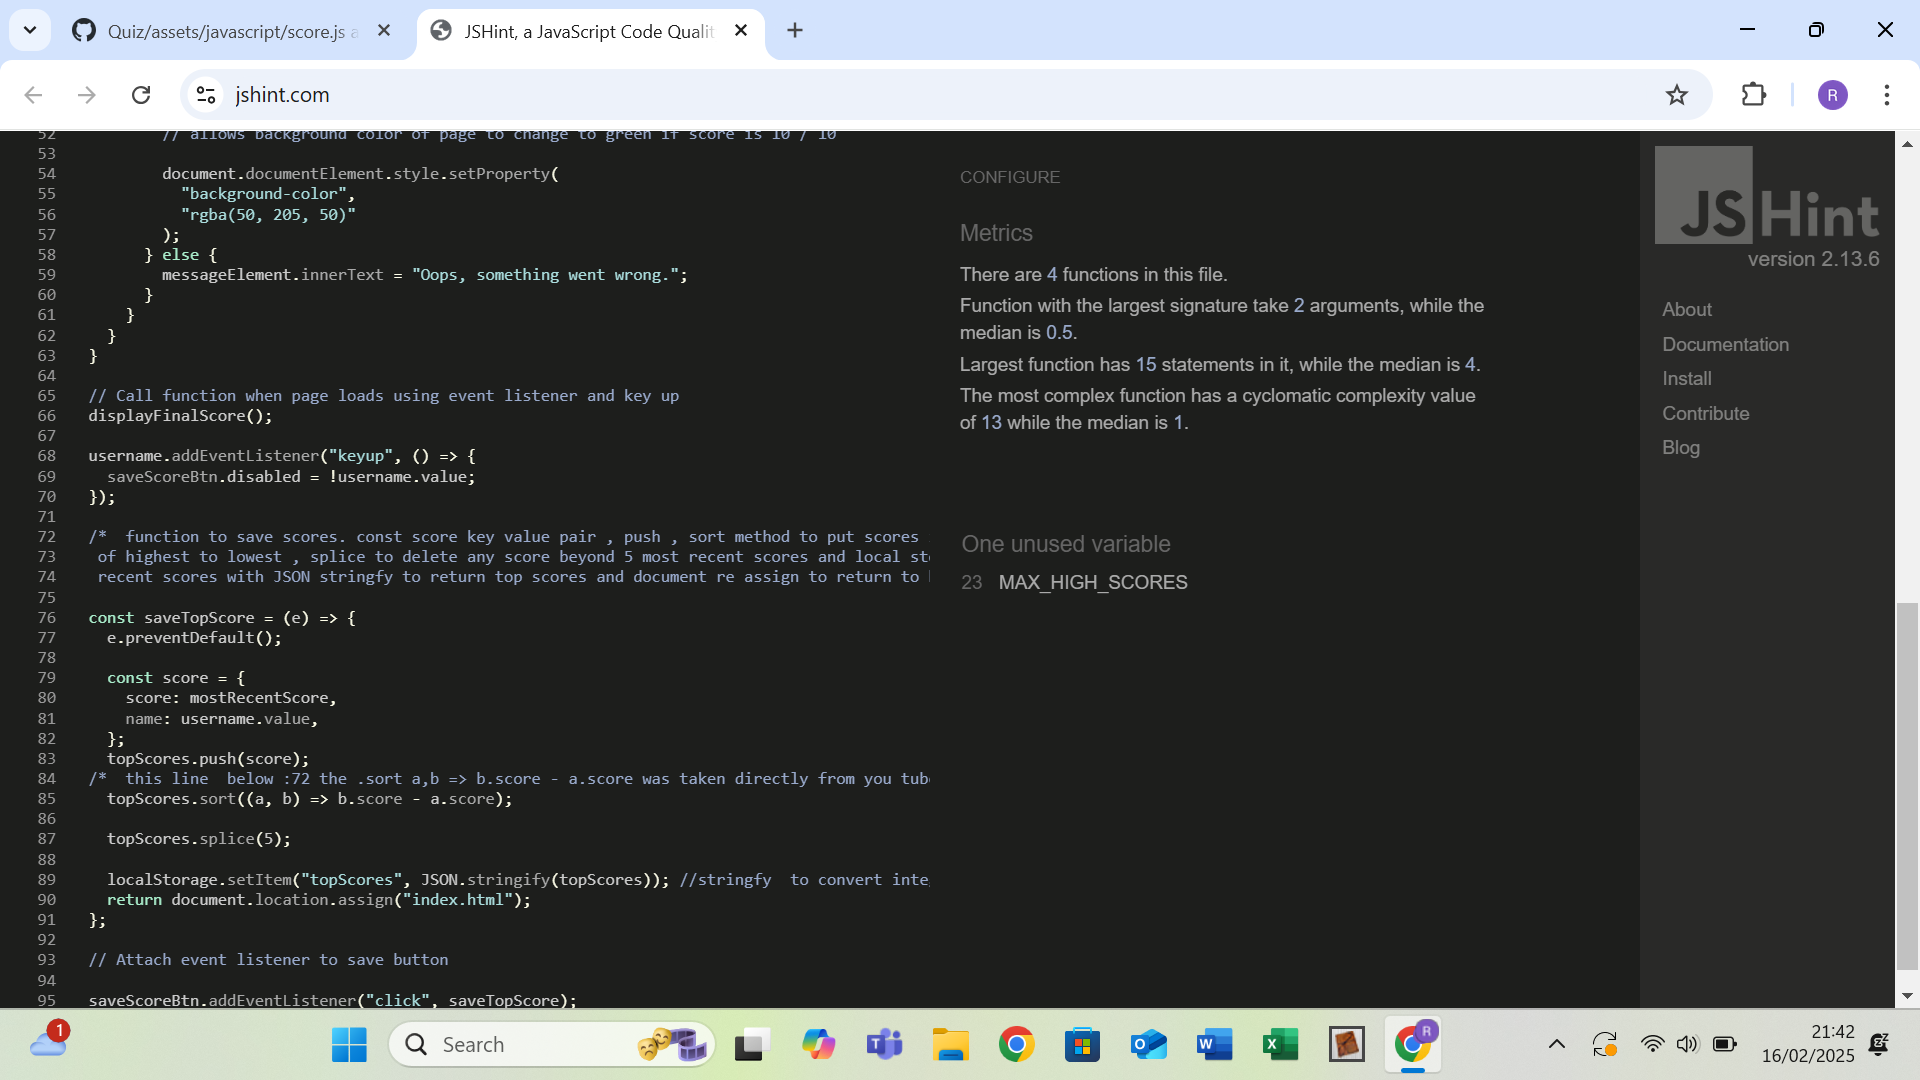 Quiz/assets/javascript/score.js a
JSHint, a JavaScript Code Qualit
jshint.com
R
52 // allows background color of page to change to green if score is 10 / 10
53
54 document.documentElement.style.setProperty(
55 "background-color",
56 "rgba(50, 205, 50)"
57 );
58 } else {
59 messageElement.innerText = "Oops, something went wrong.";
60 }
61 }
62 }
63 }
64
65 // Call function when page loads using event listener and key up
66 displayFinalScore();
67
68 username.addEventListener("keyup", () => {
69 saveScoreBtn.disabled = !username.value;
70 });
71
72 /* function to save scores. const score key value pair , push , sort method to put scores
73 of highest to lowest , splice to delete any score beyond 5 most recent scores and local sto
74 recent scores with JSON stringfy to return top scores and document re assign to return to
75
76 const saveTopScore = (e) => {
77 e.preventDefault();
78
79 const score = {
80 score: mostRecentScore,
81 name: username.value,
82 };
83 topScores.push(score);
84 /* this line below :72 the .sort a,b => b.score - a.score was taken directly from you tube
85 topScores.sort((a, b) => b.score - a.score);
86
87 topScores.splice(5);
88
89 localStorage.setItem("topScores", JSON.stringify(topScores)); //stringfy to convert inte
90 return document.location.assign("index.html");
91 };
92
93 // Attach event listener to save button
94
95 saveScoreBtn.addEventListener("click", saveTopScore);
CONFIGURE
Metrics
There are 4 functions in this file.
Function with the largest signature take 2 arguments, while the
median is 0.5.
Largest function has 15 statements in it, while the median is 4.
The most complex function has a cyclomatic complexity value
of 13 while the median is 1.
One unused variable
23 MAX_HIGH_SCORES
JSHint
version 2.13.6
About
Documentation
Install
Contribute
Blog
1
Search
R
21:42
16/02/2025